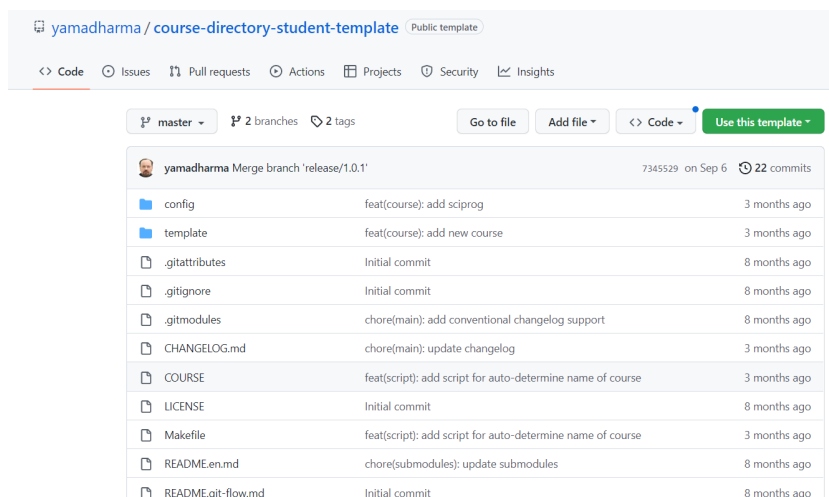 yamadharma / course-directory-student-template Public template
Code Issues Pull requests Actions Projects Security Insights
master 2 branches 2 tags Go to file Add file Code Use this template
yamadharma Merge branch 'release/1.0.1' 7345529 on Sep 6 22 commits
config feat(course): add sciprog 3 months ago
template feat(course): add new course 3 months ago
.gitattributes Initial commit 8 months ago
.gitignore Initial commit 8 months ago
.gitmodules chore(main): add conventional changelog support 8 months ago
CHANGELOG.md chore(main): update changelog 3 months ago
COURSE feat(script): add script for auto-determine name of course 3 months ago
LICENSE Initial commit 8 months ago
Makefile feat(script): add script for auto-determine name of course 3 months ago
README.en.md chore(submodules): update submodules 8 months ago
README.git-flow.md Initial commit 8 months ago